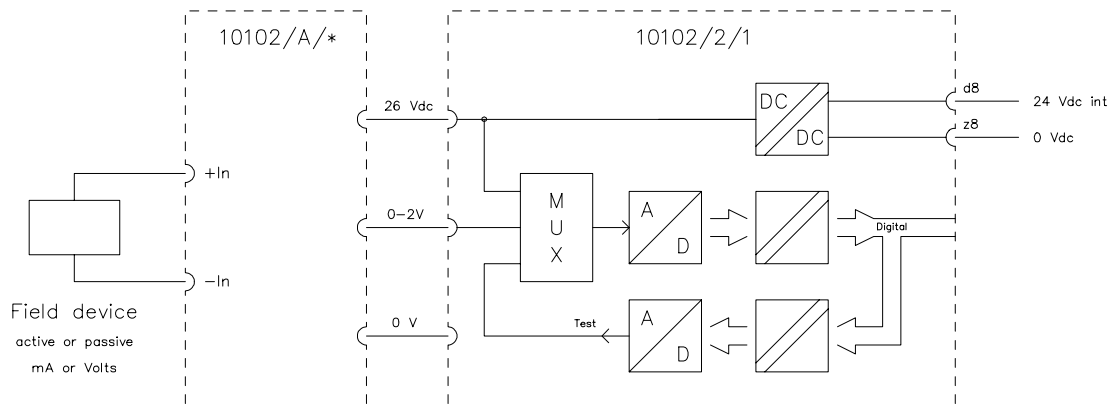 10102/A/*
10102/2/1
26 Vdc
DC
DC
d8
24 Vdc int
z8
0 Vdc
+In
0-2V
M
U
X
A
D
Digital
-In
Field device
active or passive
mA or Volts
0 V
Test
A
D